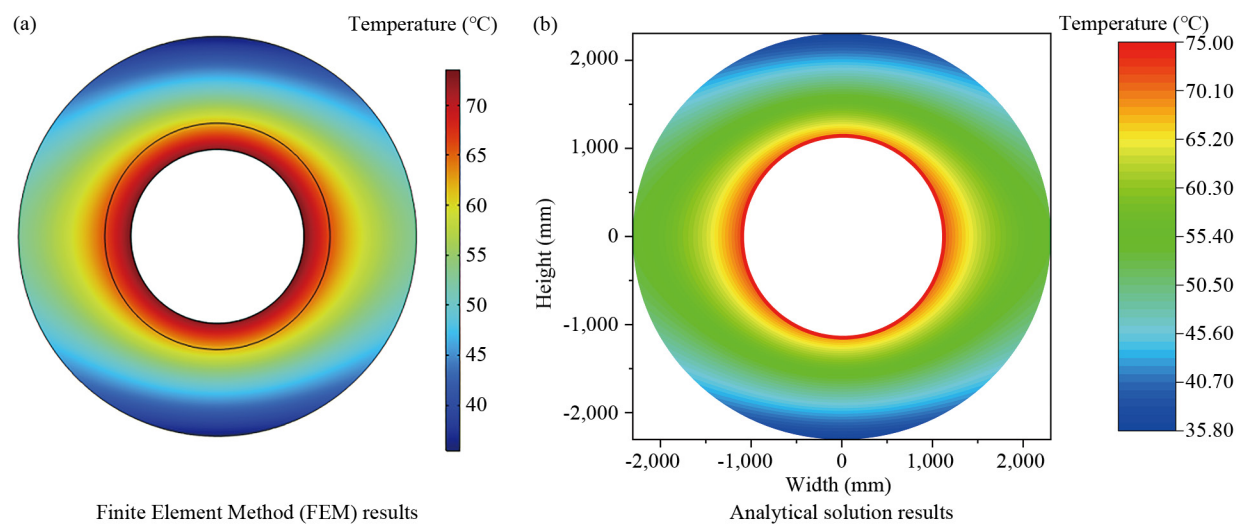 (a)
Temperature (℃)
70
65
60
55
50
45
40
Finite Element Method (FEM) results
(b)
Temperature (℃)
2,000
1,000
0
-1,000
-2,000
Height (mm)
-2,000 -1,000 0 1,000 2,000
Width (mm)
75.00
70.10
65.20
60.30
55.40
50.50
45.60
40.70
35.80
Analytical solution results